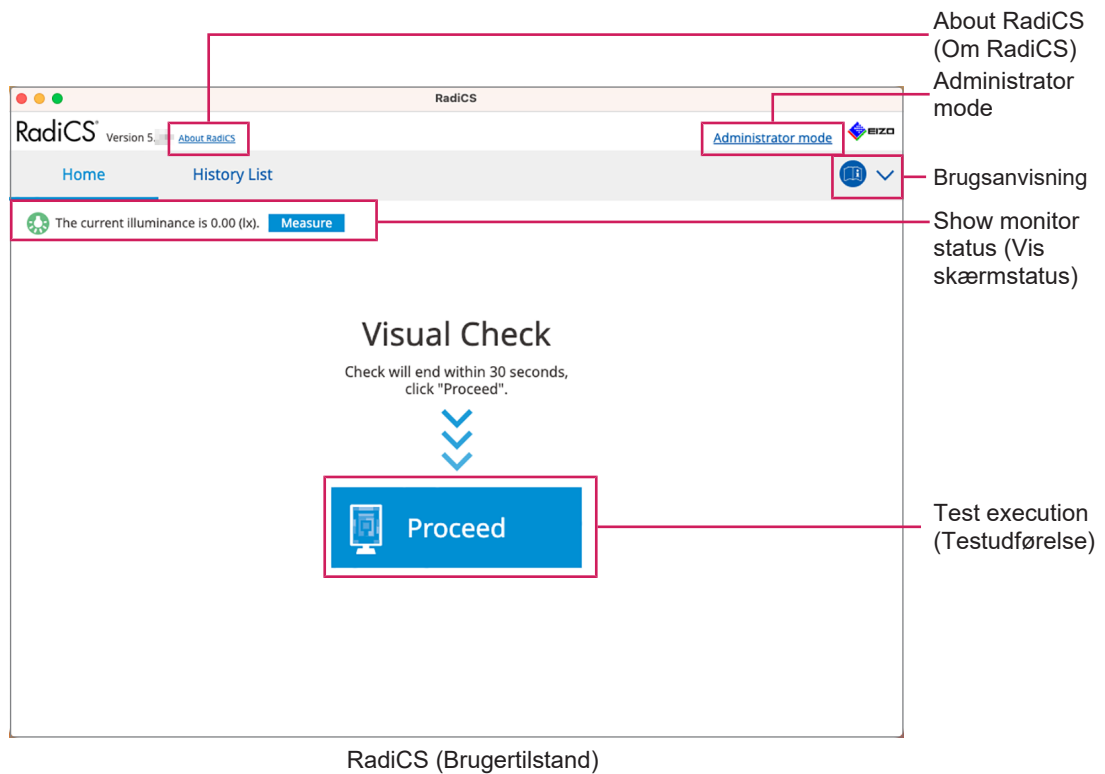 About RadiCS
(Om RadiCS)
Administrator
mode
RadiCS
RadiCS Version 5. About RadiCS
Administrator mode
EIZO
Home
History List
Brugsanvisning
The current illuminance is 0.00 (lx).
Measure
Show monitor
status (Vis
skærmstatus)
Visual Check
Check will end within 30 seconds,
click "Proceed".
Proceed
Test execution
(Testudførelse)
RadiCS (Brugertilstand)